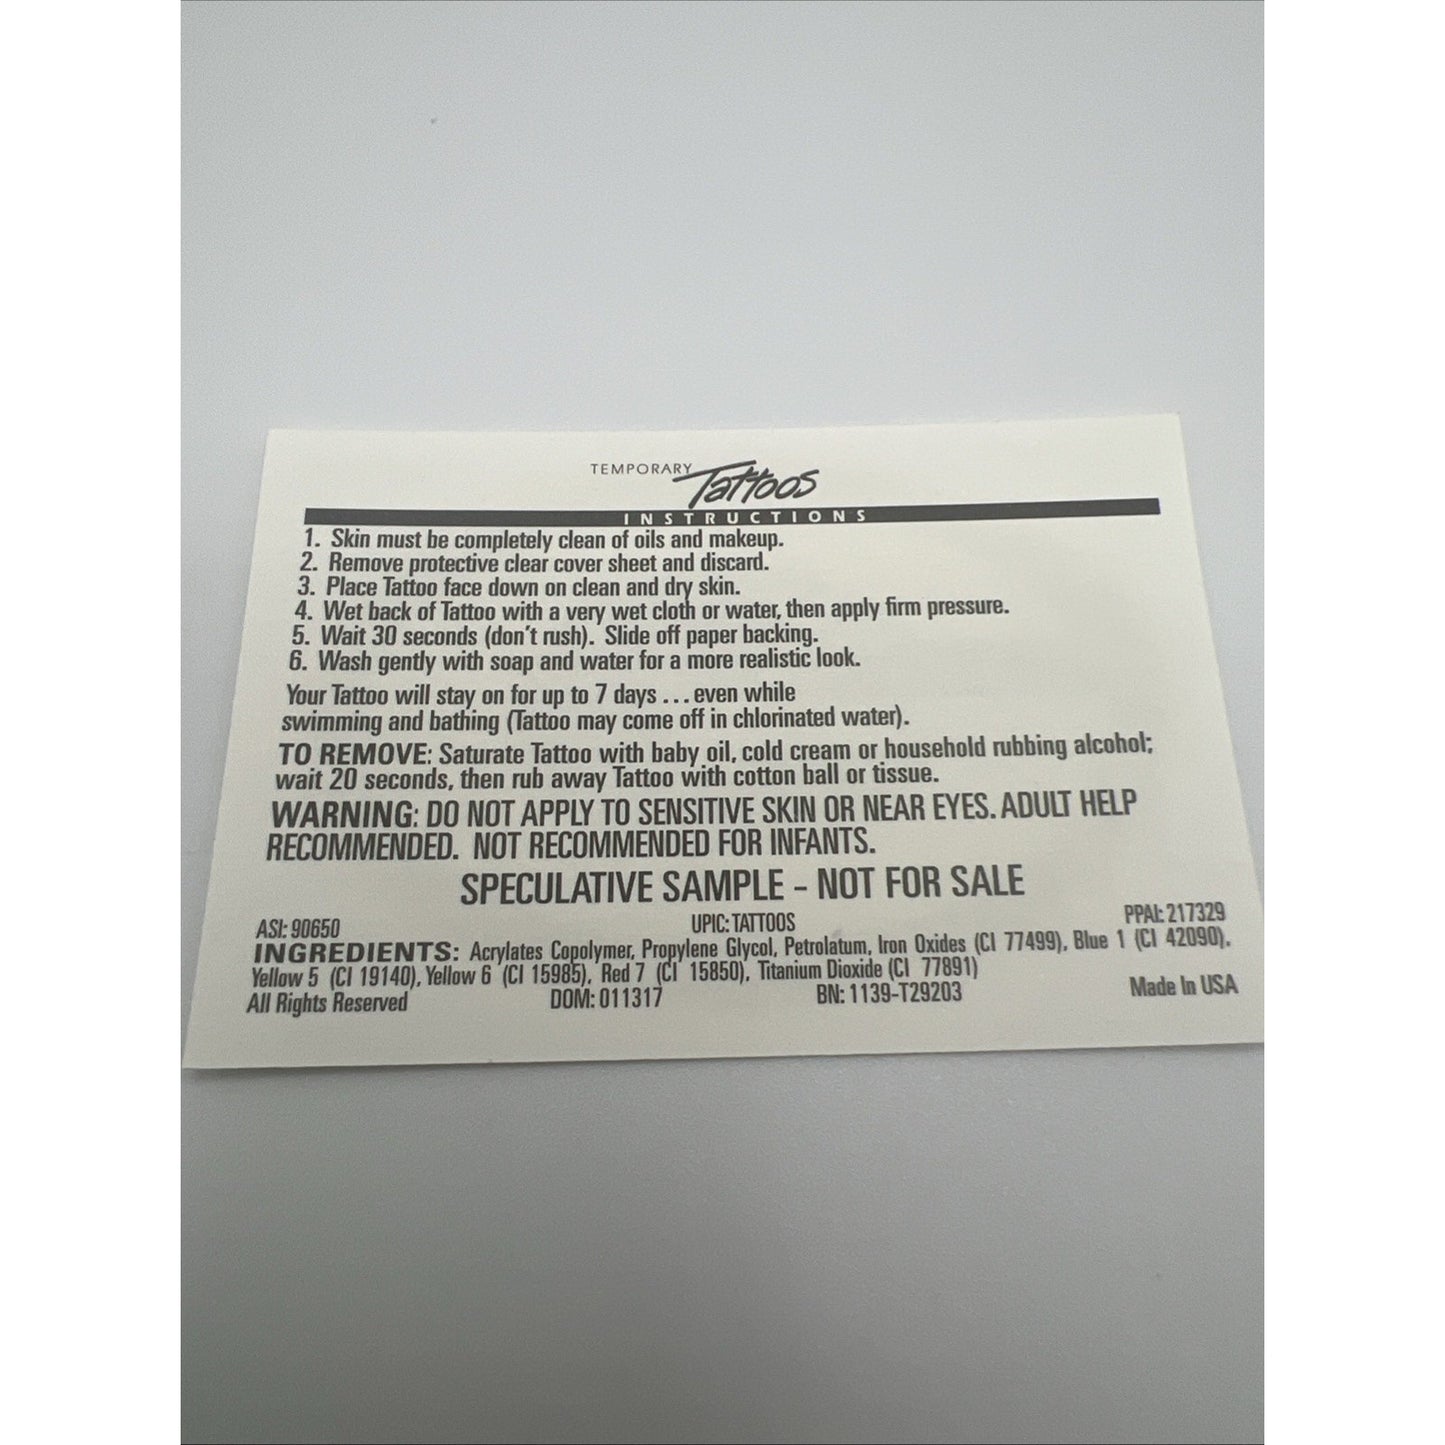 TEMPORARY Tattoos
INSTRUCTIONS
1. Skin must be completely clean of oils and makeup.
2. Remove protective clear cover sheet and discard.
3. Place Tattoo face down on clean and dry skin.
4. Wet back of Tattoo with a very wet cloth or water, then apply firm pressure.
5. Wait 30 seconds (don't rush). Slide off paper backing.
6. Wash gently with soap and water for a more realistic look.
Your Tattoo will stay on for up to 7 days ... even while
swimming and bathing (Tattoo may come off in chlorinated water).
TO REMOVE: Saturate Tattoo with baby oil, cold cream or household rubbing alcohol;
wait 20 seconds, then rub away Tattoo with cotton ball or tissue.
WARNING: DO NOT APPLY TO SENSITIVE SKIN OR NEAR EYES. ADULT HELP
RECOMMENDED. NOT RECOMMENDED FOR INFANTS.
SPECULATIVE SAMPLE - NOT FOR SALE
ASI: 90650 UPIC: TATTOOS PPAI: 217329
INGREDIENTS: Acrylates Copolymer, Propylene Glycol, Petrolatum, Iron Oxides (CI 77499), Blue 1 (CI 42090),
Yellow 5 (CI 19140), Yellow 6 (CI 15985), Red 7 (CI 15850), Titanium Dioxide (CI 77891)
All Rights Reserved DOM: 011317 BN: 1139-T29203 Made In USA